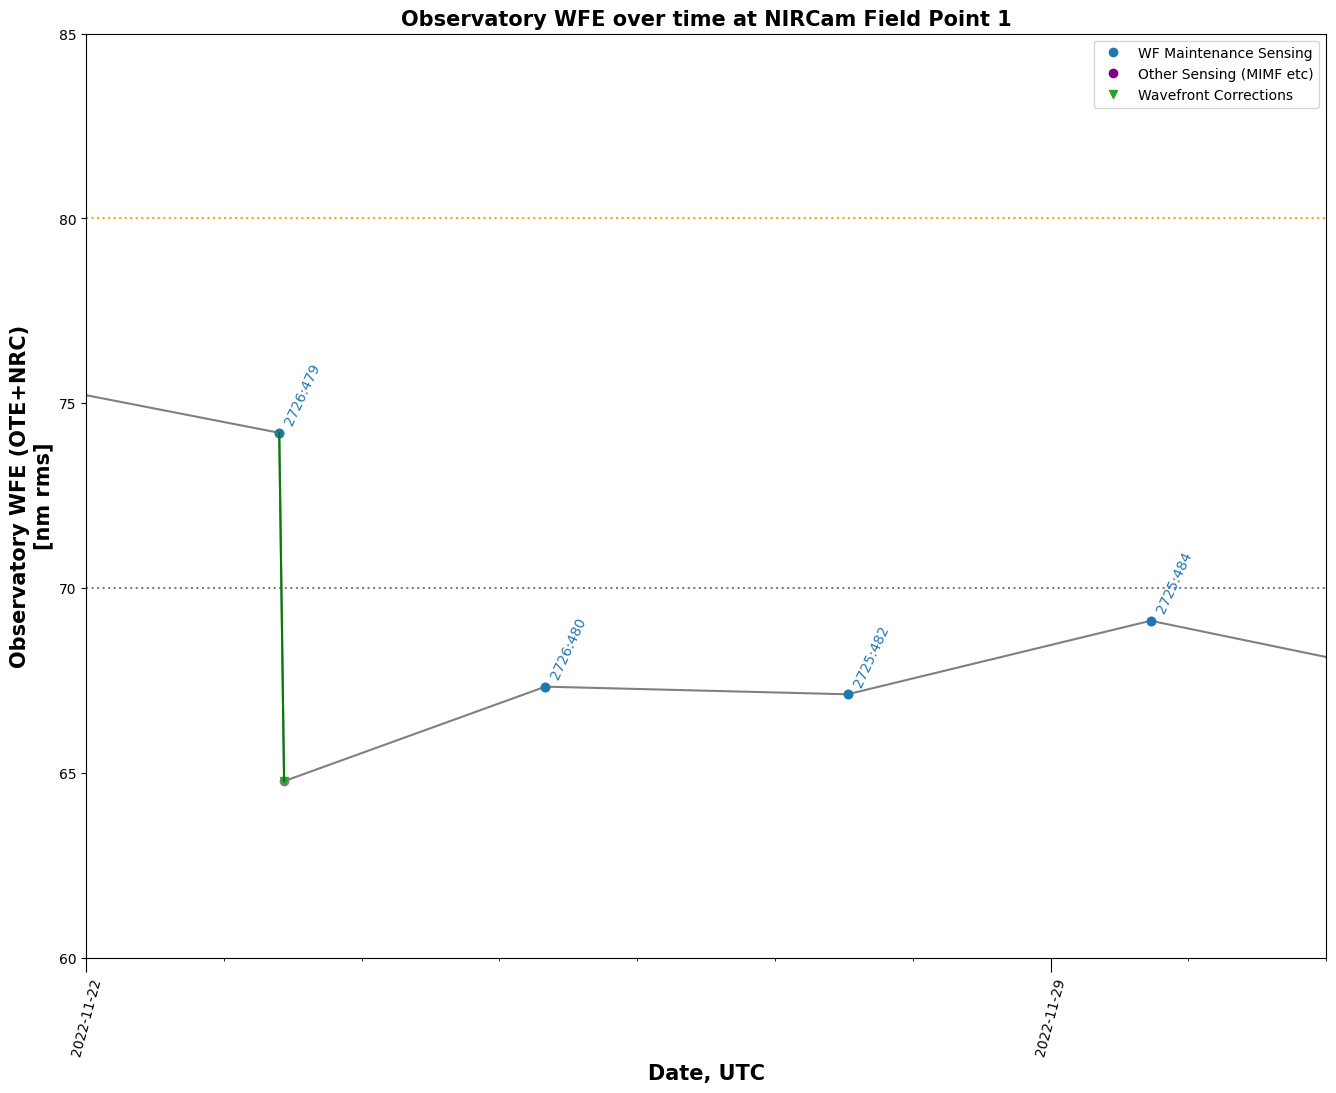 Observatory WFE over time at NIRCam Field Point 1
85
80
75
70
65
60
Observatory WFE (OTE+NRC)
[nm rms]
WF Maintenance Sensing
Other Sensing (MIMF etc)
Wavefront Corrections
2726:479
2726:480
2725:482
2725:484
2022-11-22
2022-11-29
Date, UTC